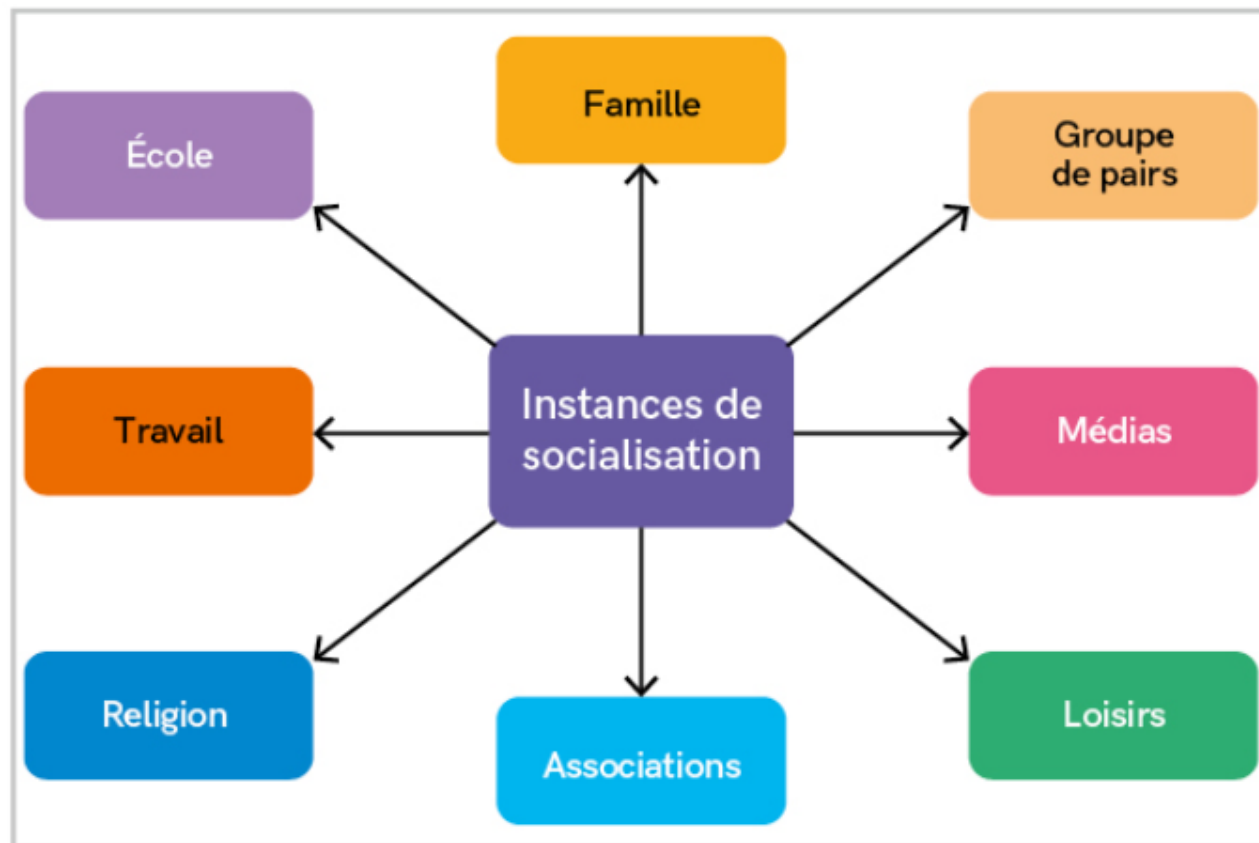 Famille
École
Groupe
de pairs
Instances de
socialisation
Travail
Médias
Religion
Associations
Loisirs